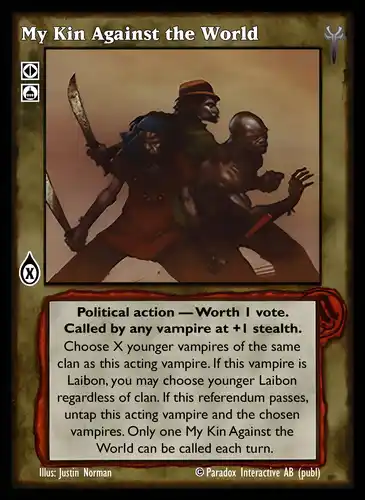 My Kin Against the World
X
Political action — Worth 1 vote.
Called by any vampire at +1 stealth.
Choose X younger vampires of the same
clan as this acting vampire. If this vampire is
Laibon, you may choose younger Laibon
regardless of clan. If this referendum passes,
untap this acting vampire and the chosen
vampires. Only one My Kin Against the
World can be called each turn.
Illus: Justin Norman
© Paradox Interactive AB (publ)